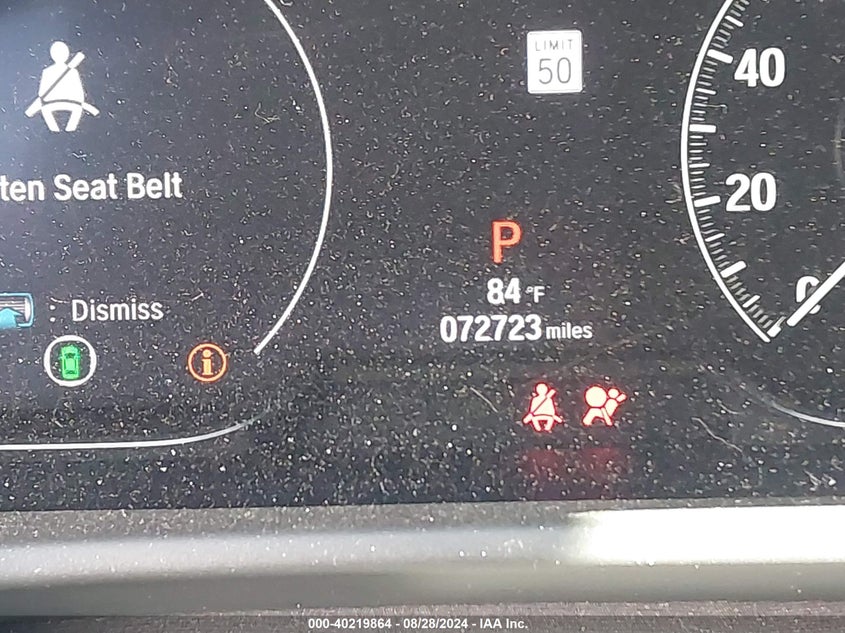 LIMIT
50
40
ten Seat Belt
20
P
84 °F
: Dismiss
072723 miles
000-40219864 - 08/28/2024 - IAA Inc.